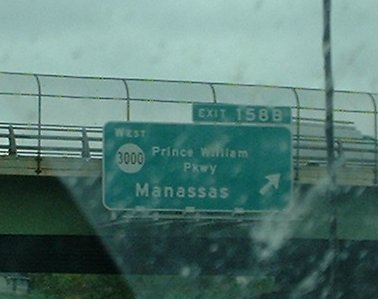 EXIT 158B
WEST
3000 Prince William
Pkwy
Manassas